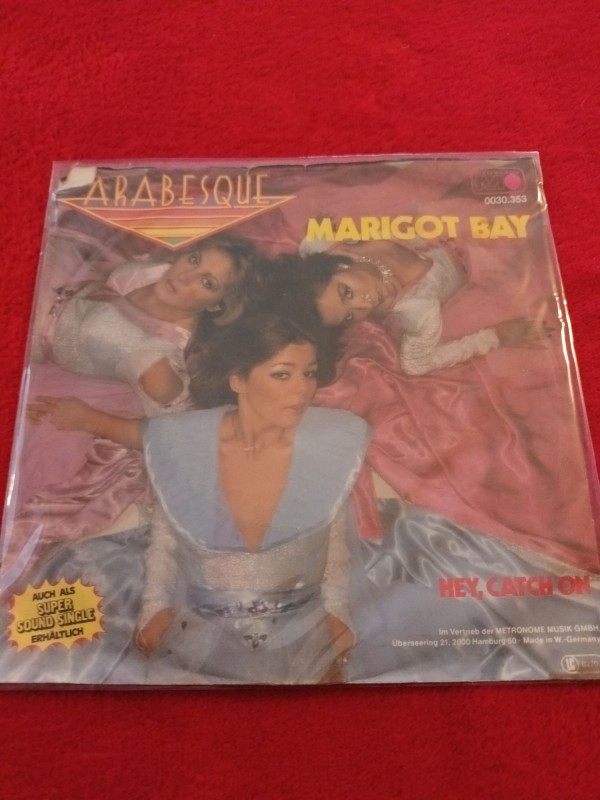 ARABESQUE
0030.353
MARIGOT BAY
HEY, CATCH ON
AUCH ALS
SUPER
SOUND SINGLE
ERHÄLTLICH
Im Vertrieb der METRONOME MUSIK GMBH,
Überseering 21, 2000 Hamburg 60 · Made in W.-Germany